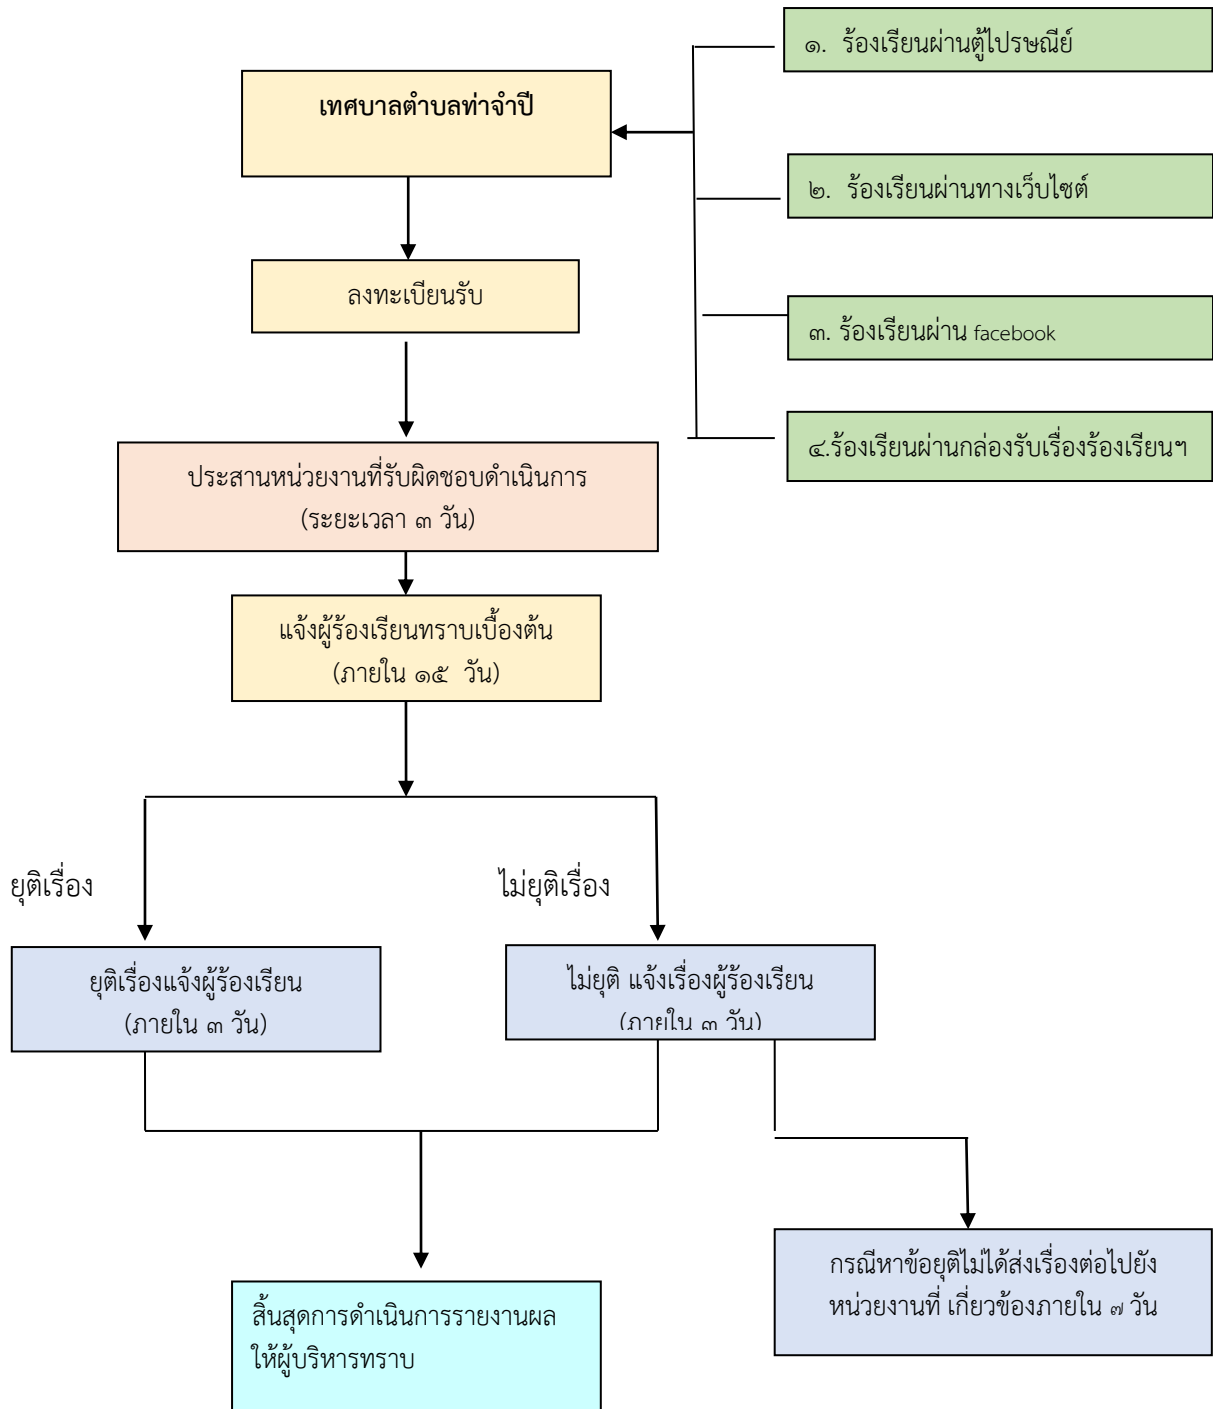 ๑. ร้องเรียนผ่านตู้ไปรษณีย์
เทศบาลตำบลท่าจำปี
๒. ร้องเรียนผ่านทางเว็บไซต์
ลงทะเบียนรับ
๓. ร้องเรียนผ่าน facebook
๔.ร้องเรียนผ่านกล่องรับเรื่องร้องเรียนฯ
ประสานหน่วยงานที่รับผิดชอบดำเนินการ
(ระยะเวลา ๓ วัน)
แจ้งผู้ร้องเรียนทราบเบื้องต้น
(ภายใน ๑๕ วัน)
ยุติเรื่อง
ไม่ยุติเรื่อง
ยุติเรื่องแจ้งผู้ร้องเรียน
(ภายใน ๓ วัน)
ไม่ยุติ แจ้งเรื่องผู้ร้องเรียน
(ภายใน ๓ วัน)
กรณีหาข้อยุติไม่ได้ส่งเรื่องต่อไปยัง
หน่วยงานที่ เกี่ยวข้องภายใน ๗ วัน
สิ้นสุดการดำเนินการรายงานผล
ให้ผู้บริหารทราบ